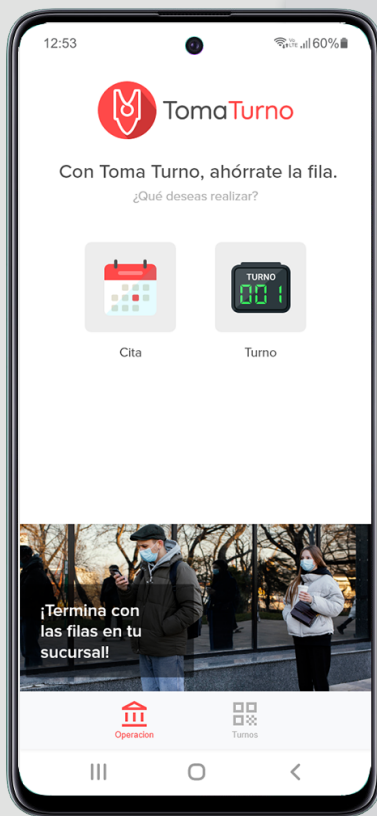 12:53
60%
TomaTurno
Con Toma Turno, ahórrate la fila.
¿Qué deseas realizar?
TURNO
001
Cita
Turno
¡Termina con
las filas en tu
sucursal!
Operacion
Turnos